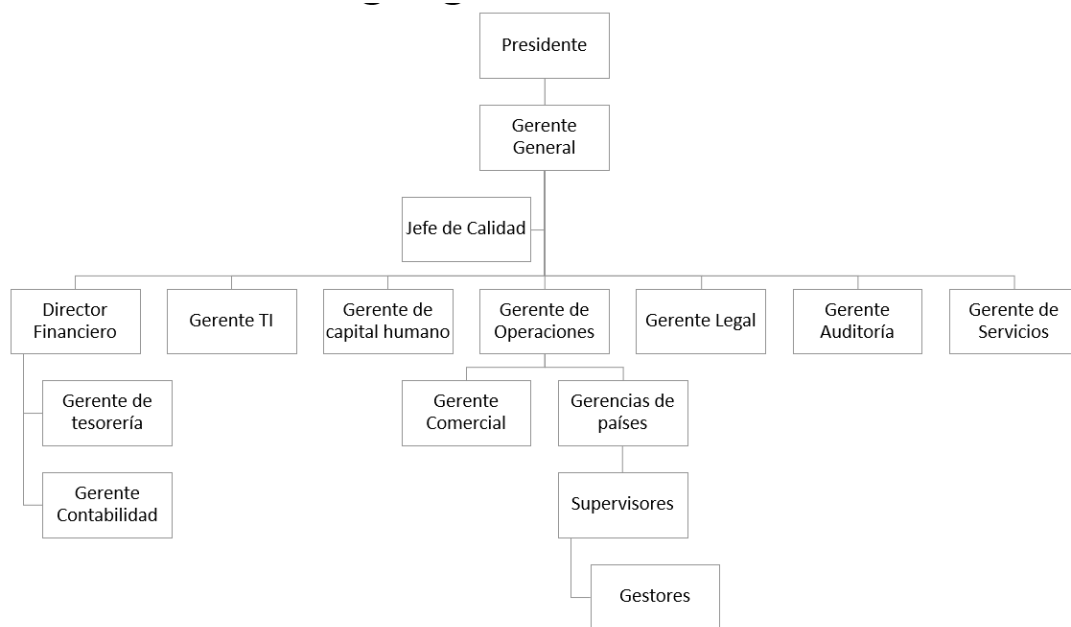 Presidente
Gerente
General
Jefe de Calidad
Director
Financiero
Gerente TI
Gerente de
capital humano
Gerente de
Operaciones
Gerente Legal
Gerente
Auditoría
Gerente de
Servicios
Gerente de
tesorería
Gerente
Comercial
Gerencias de
países
Gerente
Contabilidad
Supervisores
Gestores